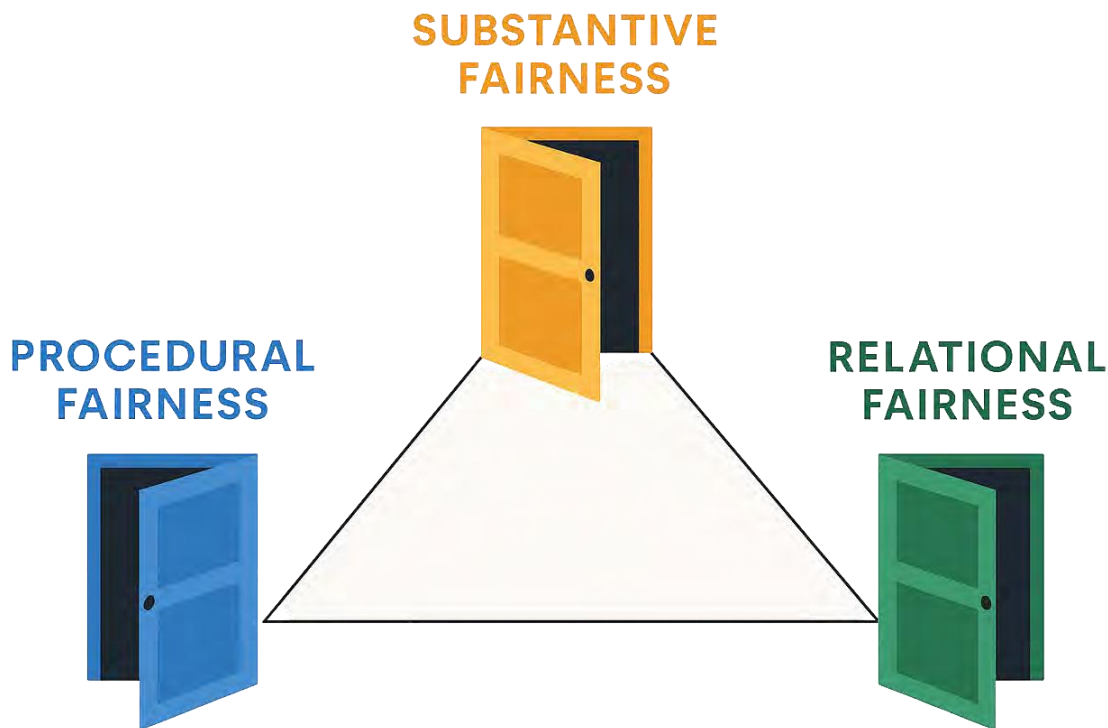 SUBSTANTIVE
FAIRNESS
PROCEDURAL
FAIRNESS
RELATIONAL
FAIRNESS